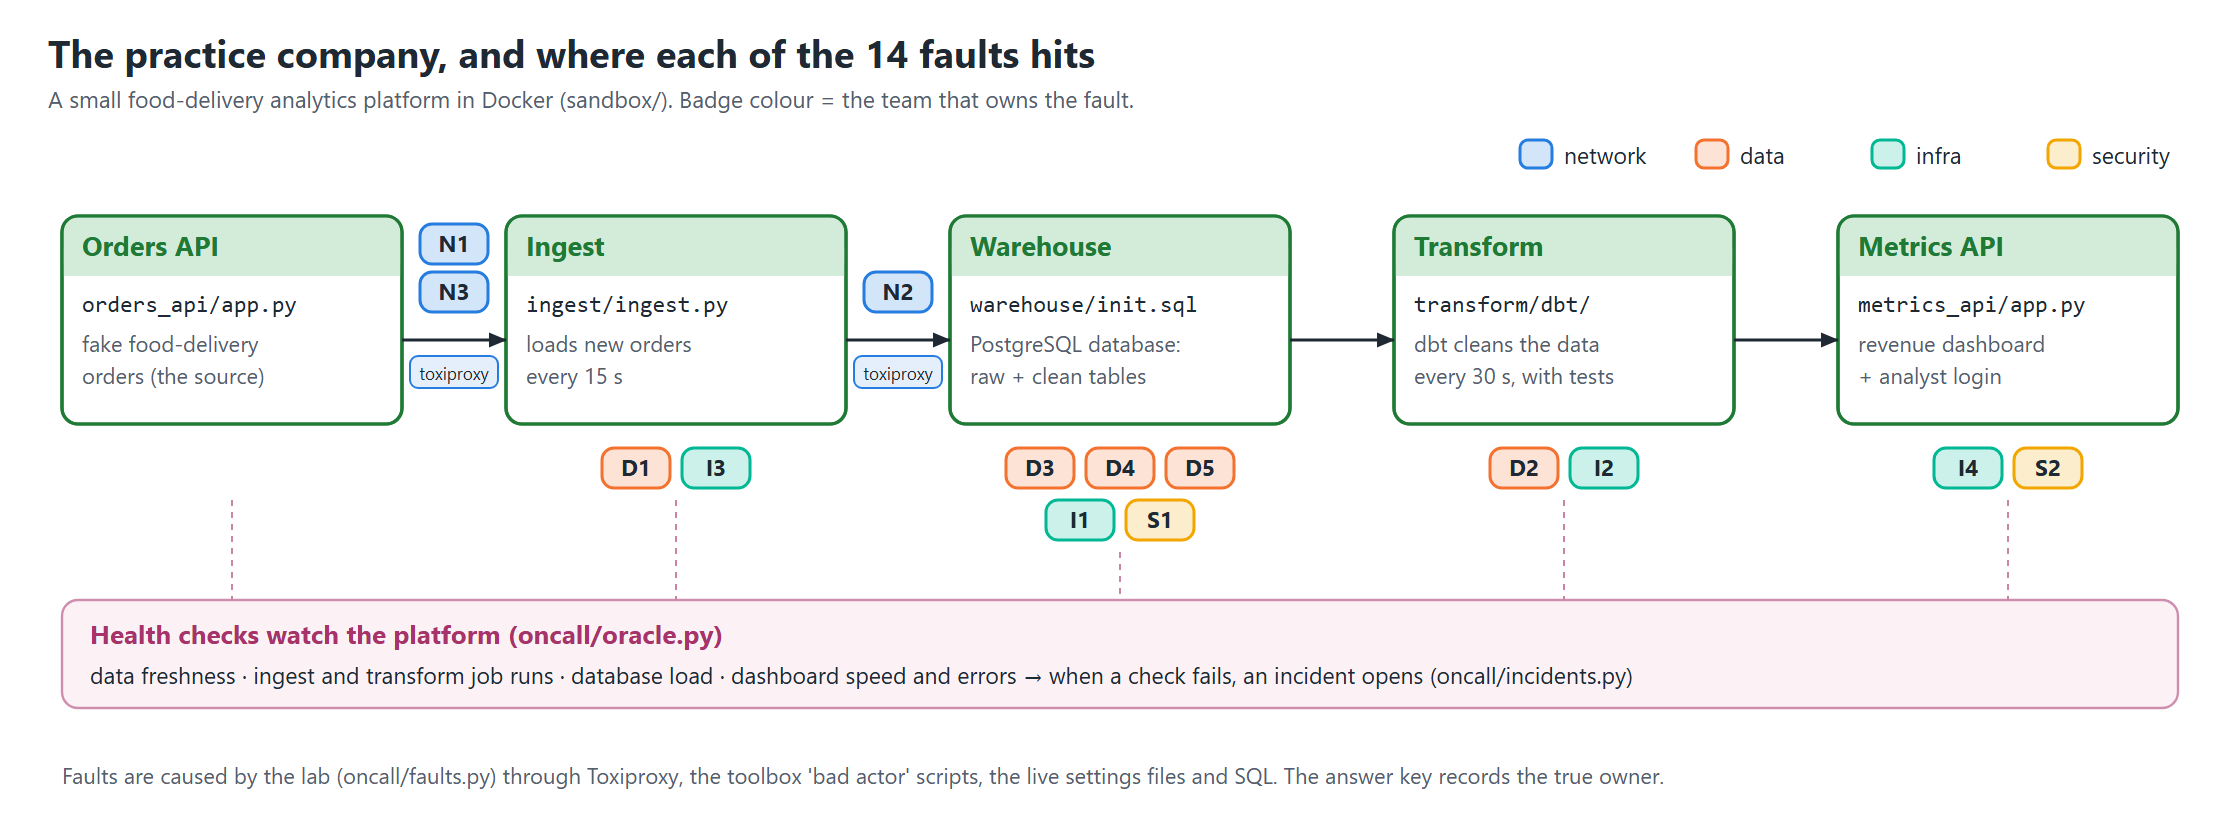 The practice company, and where each of the 14 faults hits
A small food-delivery analytics platform in Docker (sandbox/). Badge colour = the team that owns the fault.
network
data
infra
security
Orders API
orders_api/app.py
fake food-delivery
orders (the source)
N1
N3
toxiproxy
Ingest
ingest/ingest.py
loads new orders
every 15 s
N2
toxiproxy
Warehouse
warehouse/init.sql
PostgreSQL database:
raw + clean tables
Transform
transform/dbt/
dbt cleans the data
every 30 s, with tests
Metrics API
metrics_api/app.py
revenue dashboard
+ analyst login
D1
I3
D3
D4
D5
I1
S1
D2
I2
I4
S2
Health checks watch the platform (oncall/oracle.py)
data freshness · ingest and transform job runs · database load · dashboard speed and errors → when a check fails, an incident opens (oncall/incidents.py)
Faults are caused by the lab (oncall/faults.py) through Toxiproxy, the toolbox 'bad actor' scripts, the live settings files and SQL. The answer key records the true owner.